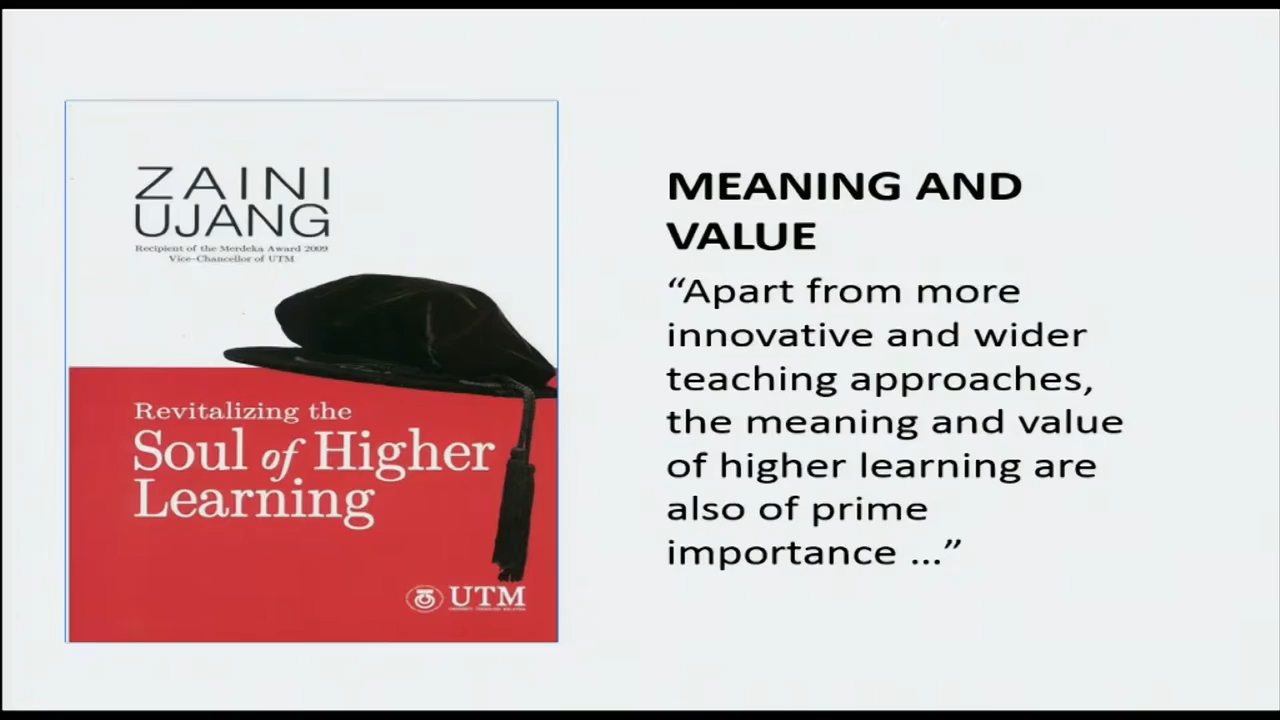 ZAINI
UJANG
Recipient of the Merdeka Award 2009
Vice-Chancellor of UTM
Revitalizing the
Soul of Higher
Learning
UTM
MEANING AND
VALUE
“Apart from more
innovative and wider
teaching approaches,
the meaning and value
of higher learning are
also of prime
importance ...”